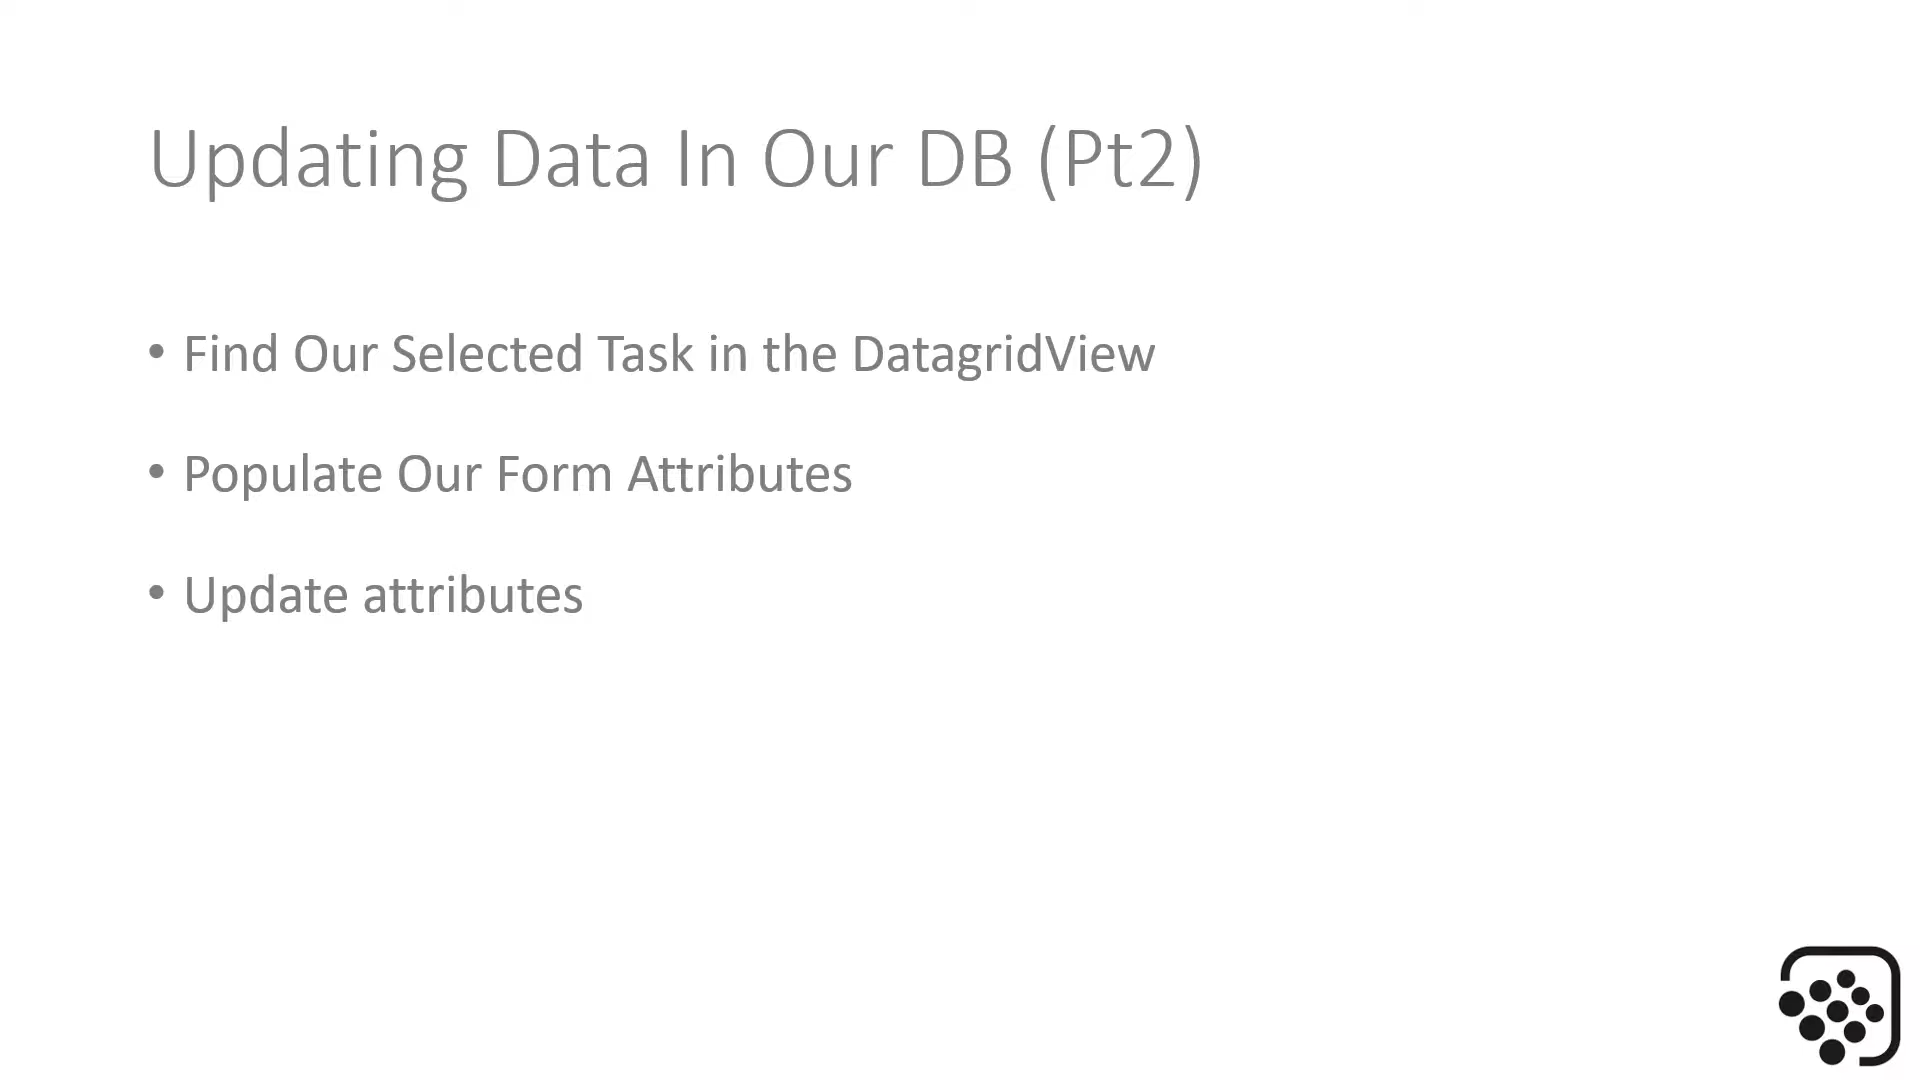 Updating Data In Our DB (Pt2)
• Find Our Selected Task in the DatagridView
• Populate Our Form Attributes
• Update attributes